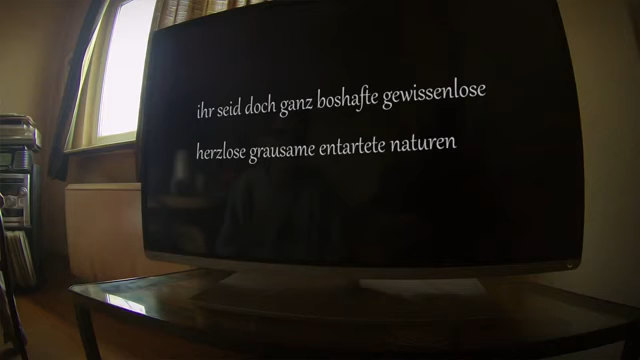 ihr seid doch ganz boshafte gewissenlose
herzlose grausame entartete naturen